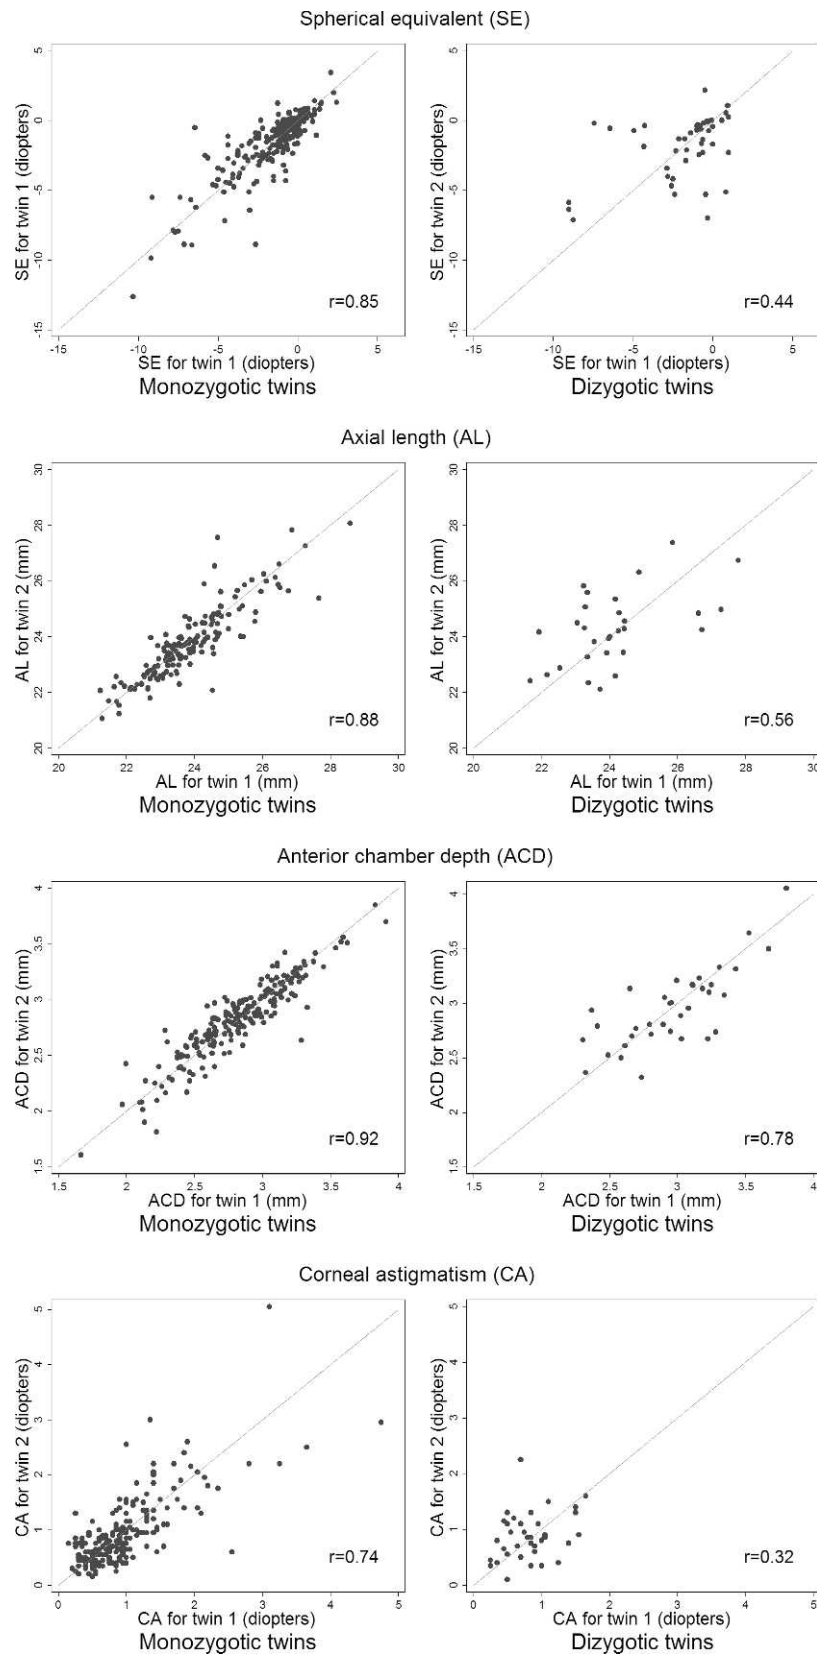 Spherical equivalent (SE)
SE for twin 1 (diopters)
5
0
-5
-10
-15
r=0.85
-15 -10 -5 0 5
SE for twin 1 (diopters)
Monozygotic twins
SE for twin 2 (diopters)
5
0
-5
-10
-15
r=0.44
-15 -10 -5 0 5
SE for twin 1 (diopters)
Dizygotic twins
Axial length (AL)
AL for twin 2 (mm)
30
28
26
24
22
20
r=0.88
20 22 24 26 28 30
AL for twin 1 (mm)
Monozygotic twins
AL for twin 2 (mm)
30
28
26
24
22
20
r=0.56
20 22 24 26 28 30
AL for twin 1 (mm)
Dizygotic twins
Anterior chamber depth (ACD)
ACD for twin 2 (mm)
4
3.5
3
2.5
2
1.5
r=0.92
1.5 2 2.5 3 3.5 4
ACD for twin 1 (mm)
Monozygotic twins
ACD for twin 2 (mm)
4
3.5
3
2.5
2
1.5
r=0.78
1.5 2 2.5 3 3.5 4
ACD for twin 1 (mm)
Dizygotic twins
Corneal astigmatism (CA)
CA for twin 2 (diopters)
5
4
3
2
1
0
r=0.74
0 1 2 3 4 5
CA for twin 1 (diopters)
Monozygotic twins
CA for twin 2 (diopters)
5
4
3
2
1
0
r=0.32
0 1 2 3 4 5
CA for twin 1 (diopters)
Dizygotic twins